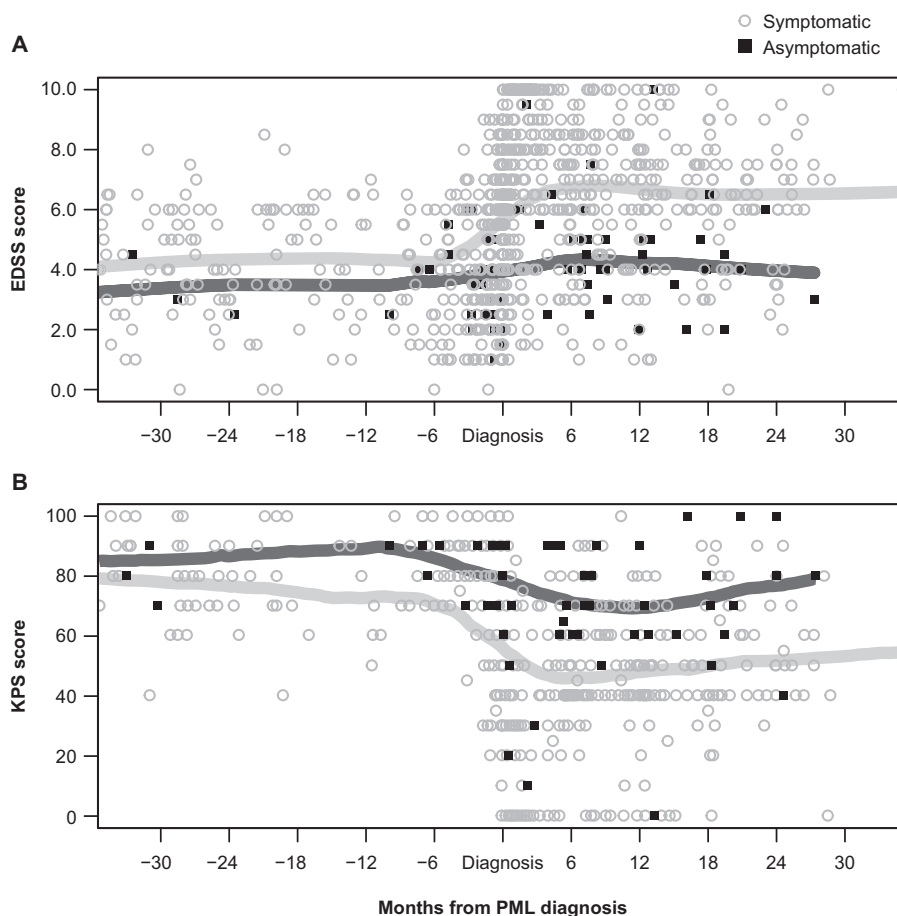 Symptomatic
Asymptomatic
A
10.0
8.0
6.0
4.0
2.0
0.0
EDSS score
−30 −24 −18 −12 −6 Diagnosis 6 12 18 24 30
B
100
80
60
40
20
0
KPS score
−30 −24 −18 −12 −6 Diagnosis 6 12 18 24 30
Months from PML diagnosis